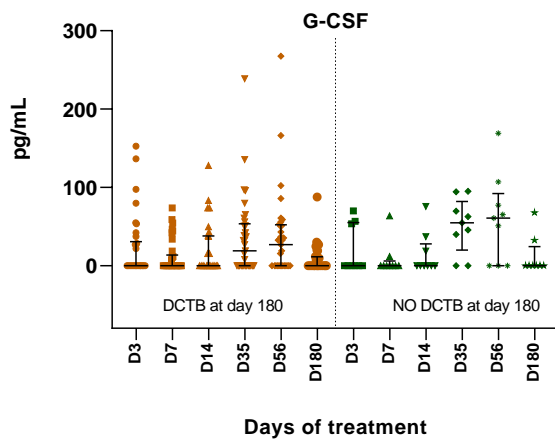 G-CSF
pg/mL
300
200
100
0
DCTB at day 180
NO DCTB at day 180
D3
D7
D14
D35
D56
D180
D3
D7
D14
D35
D56
D180
Days of treatment